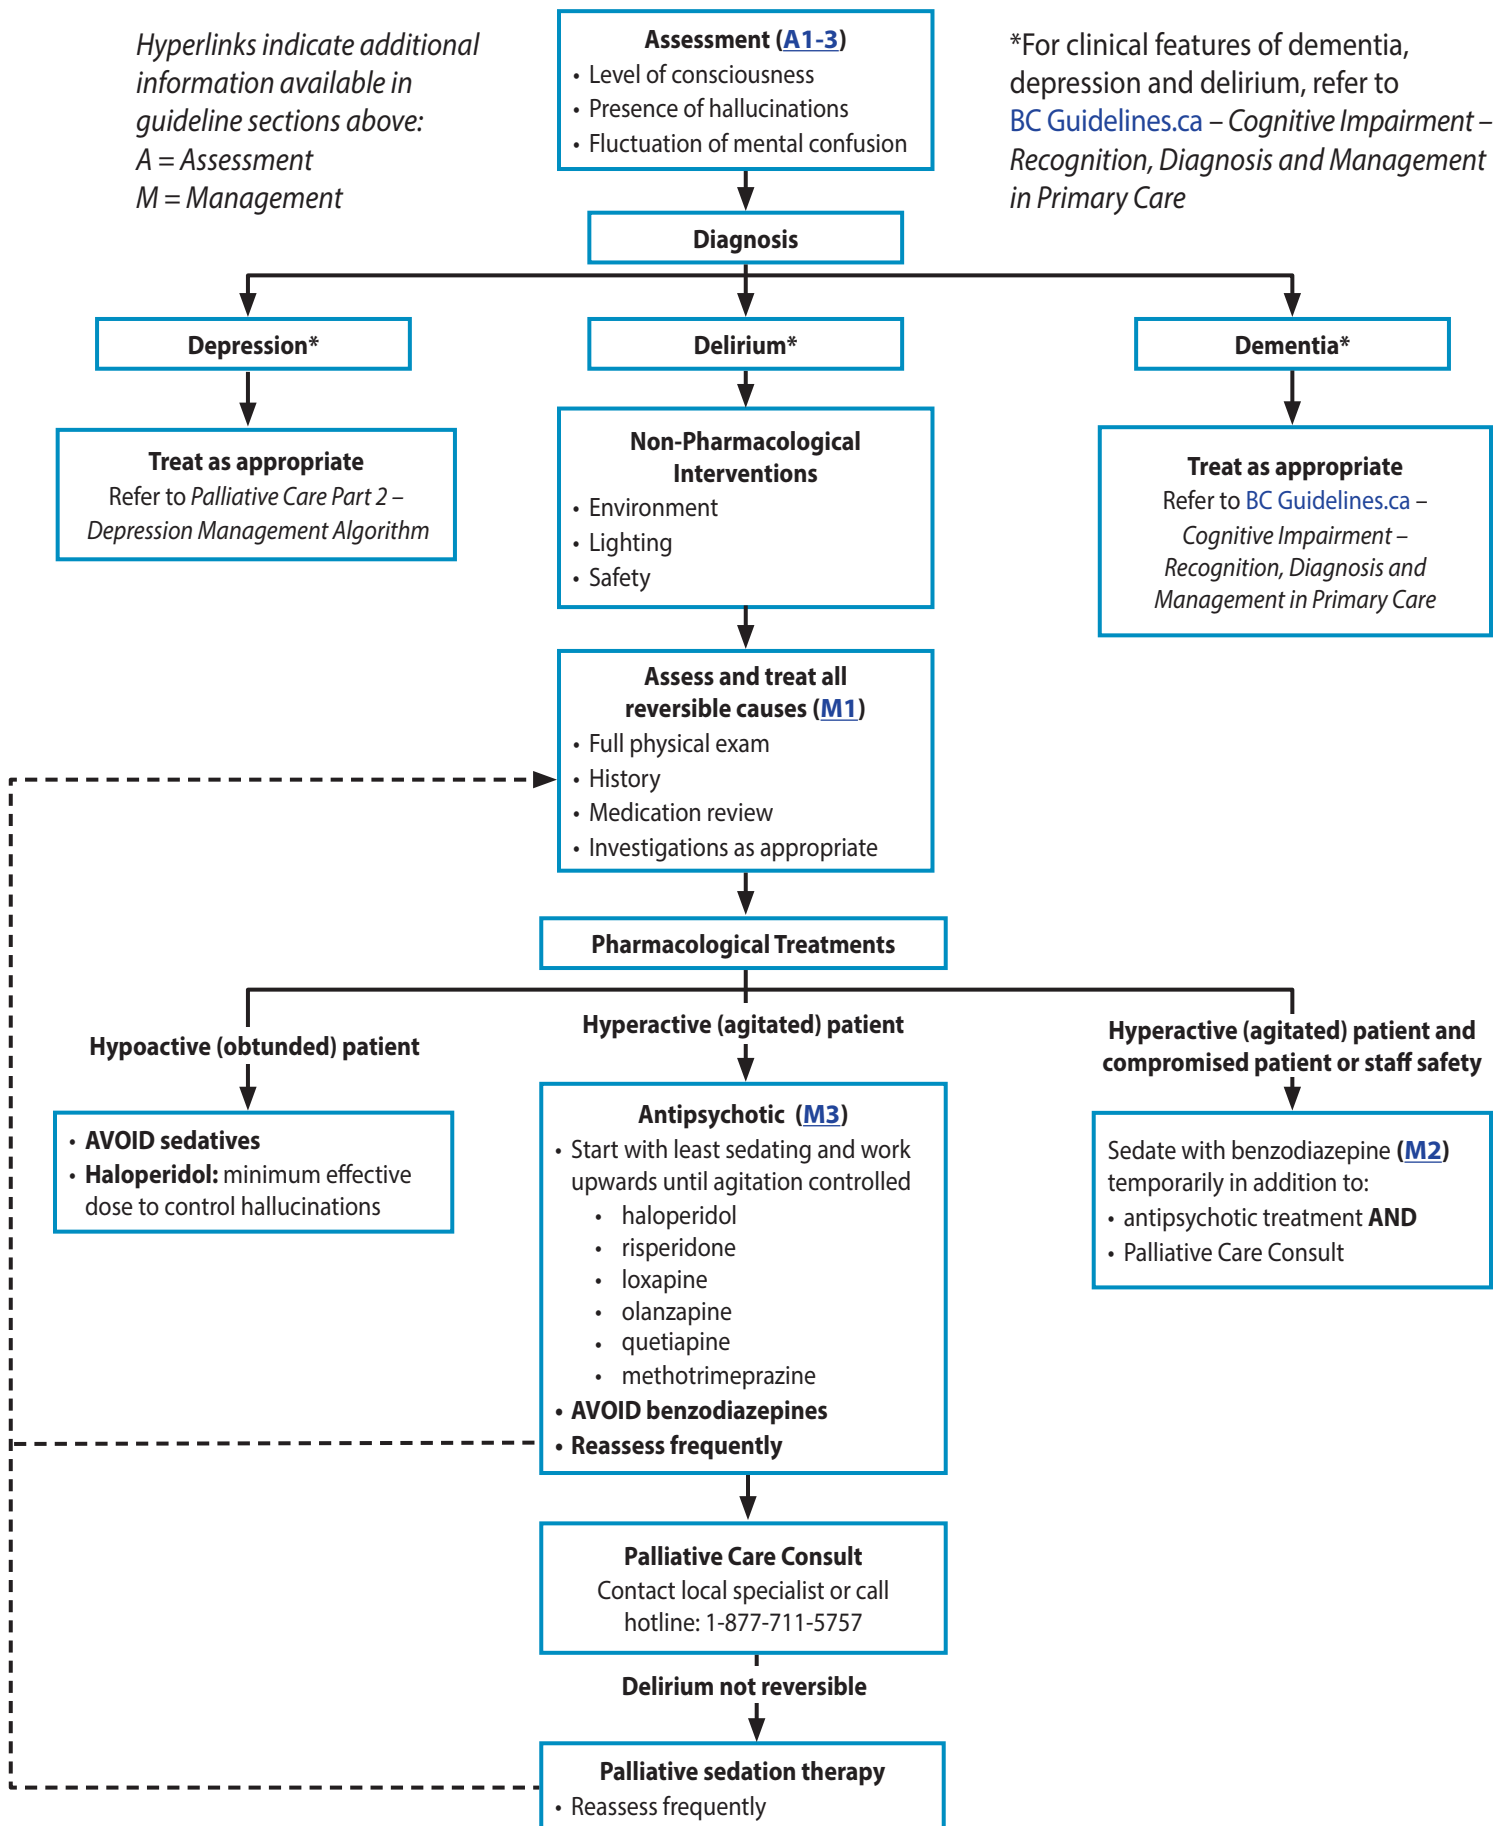 Hyperlinks indicate additional
information available in
guideline sections above:
A = Assessment
M = Management
Assessment (A1-3)
• Level of consciousness
• Presence of hallucinations
• Fluctuation of mental confusion
*For clinical features of dementia,
depression and delirium, refer to
BC Guidelines.ca – Cognitive Impairment –
Recognition, Diagnosis and Management
in Primary Care
Diagnosis
Depression*
Delirium*
Dementia*
Treat as appropriate
Refer to Palliative Care Part 2 –
Depression Management Algorithm
Non-Pharmacological
Interventions
• Environment
• Lighting
• Safety
Treat as appropriate
Refer to BC Guidelines.ca –
Cognitive Impairment –
Recognition, Diagnosis and
Management in Primary Care
Assess and treat all
reversible causes (M1)
• Full physical exam
• History
• Medication review
• Investigations as appropriate
Pharmacological Treatments
Hypoactive (obtunded) patient
Hyperactive (agitated) patient
Hyperactive (agitated) patient and
compromised patient or staff safety
• AVOID sedatives
• Haloperidol: minimum effective
dose to control hallucinations
Antipsychotic (M3)
• Start with least sedating and work
upwards until agitation controlled
• haloperidol
• risperidone
• loxapine
• olanzapine
• quetiapine
• methotrimeprazine
• AVOID benzodiazepines
• Reassess frequently
Sedate with benzodiazepine (M2)
temporarily in addition to:
• antipsychotic treatment AND
• Palliative Care Consult
Palliative Care Consult
Contact local specialist or call
hotline: 1-877-711-5757
Delirium not reversible
Palliative sedation therapy
• Reassess frequently